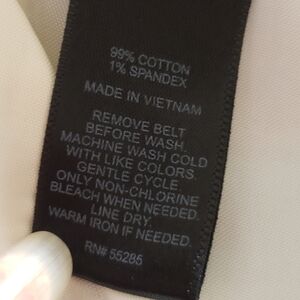 99% COTTON
1% SPANDEX
MADE IN VIETNAM
REMOVE BELT
BEFORE WASH.
MACHINE WASH COLD
WITH LIKE COLORS.
GENTLE CYCLE
ONLY NON-CHLORINE
BLEACH WHEN NEEDED.
LINE DRY.
WARM IRON IF NEEDED.
RN# 55285